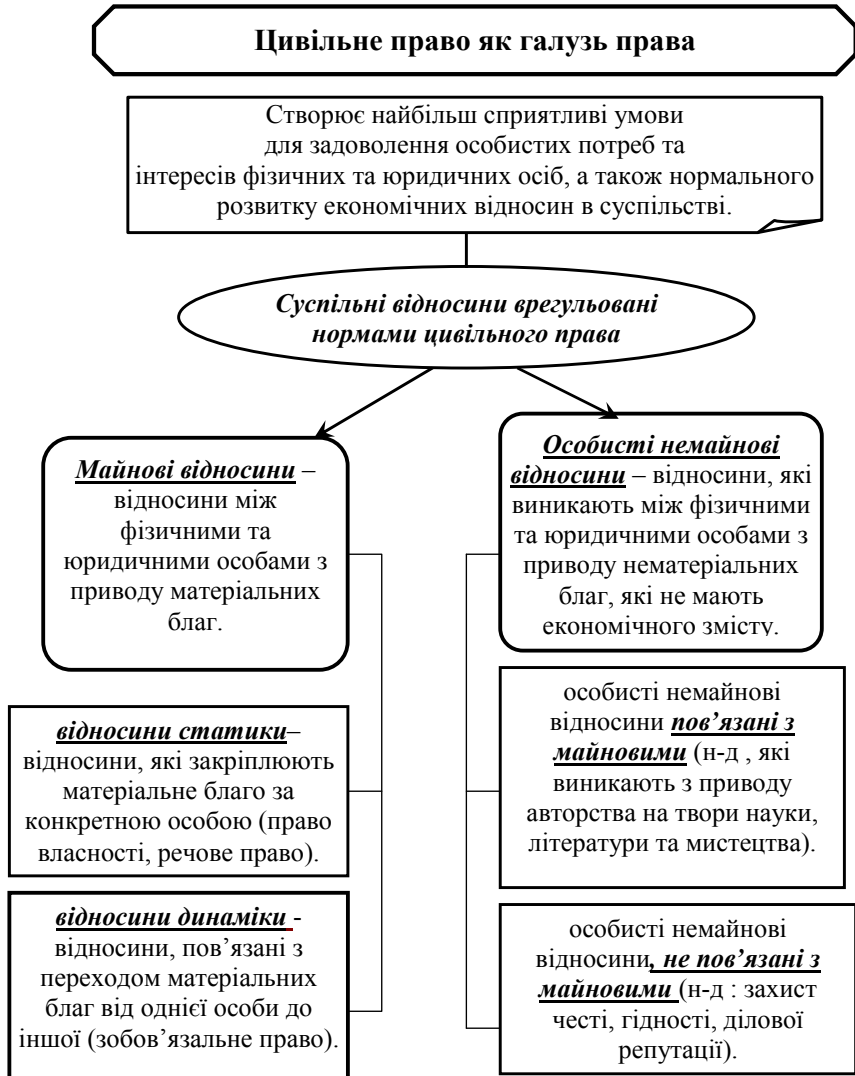 Цивільне право як галузь права
Створює найбільш сприятливі умови
для задоволення особистих потреб та
інтересів фізичних та юридичних осіб, а також нормального
розвитку економічних відносин в суспільстві.
Суспільні відносини врегульовані
нормами цивільного права
Майнові відносини –
відносини між
фізичними та
юридичними особами з
приводу матеріальних
благ.
відносини статики–
відносини, які закріплюють
матеріальне благо за
конкретною особою (право
власності, речове право).
відносини динаміки -
відносини, пов’язані з
переходом матеріальних
благ від однієї особи до
іншої (зобов’язальне право).
Особисті немайнові
відносини – відносини, які
виникають між фізичними
та юридичними особами з
приводу нематеріальних
благ, які не мають
економічного змісту.
особисті немайнові
відносини пов’язані з
майновими (н-д , які
виникають з приводу
авторства на твори науки,
літератури та мистецтва).
особисті немайнові
відносини, не пов’язані з
майновими (н-д : захист
честі, гідності, ділової
репутації).